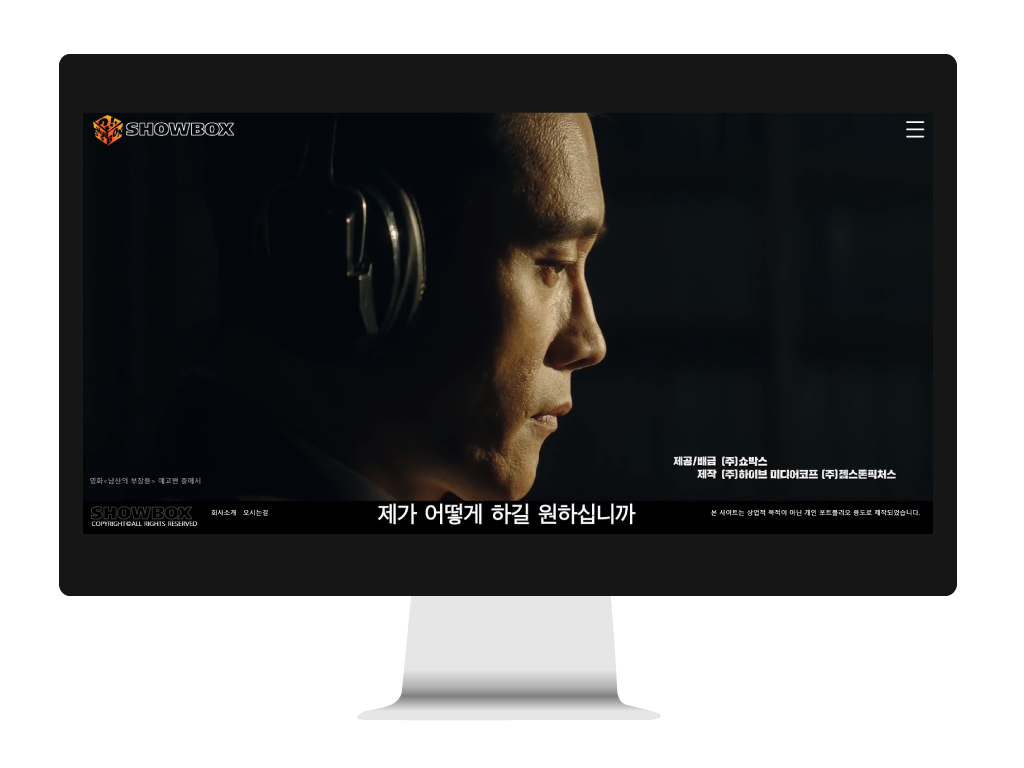 SHOWBOX
제공/배급 (주)쇼박스
제작 (주)하이브 미디어코프 (주)젬스톤픽처스
영화<남산의 부장들> 예고편 중에서
SHOWBOX
COPYRIGHT©ALL RIGHTS RESERVED
회사소개 오시는길
제가 어떻게 하길 원하십니까
본 사이트는 상업적 목적이 아닌 개인 포트폴리오 용도로 제작되었습니다.